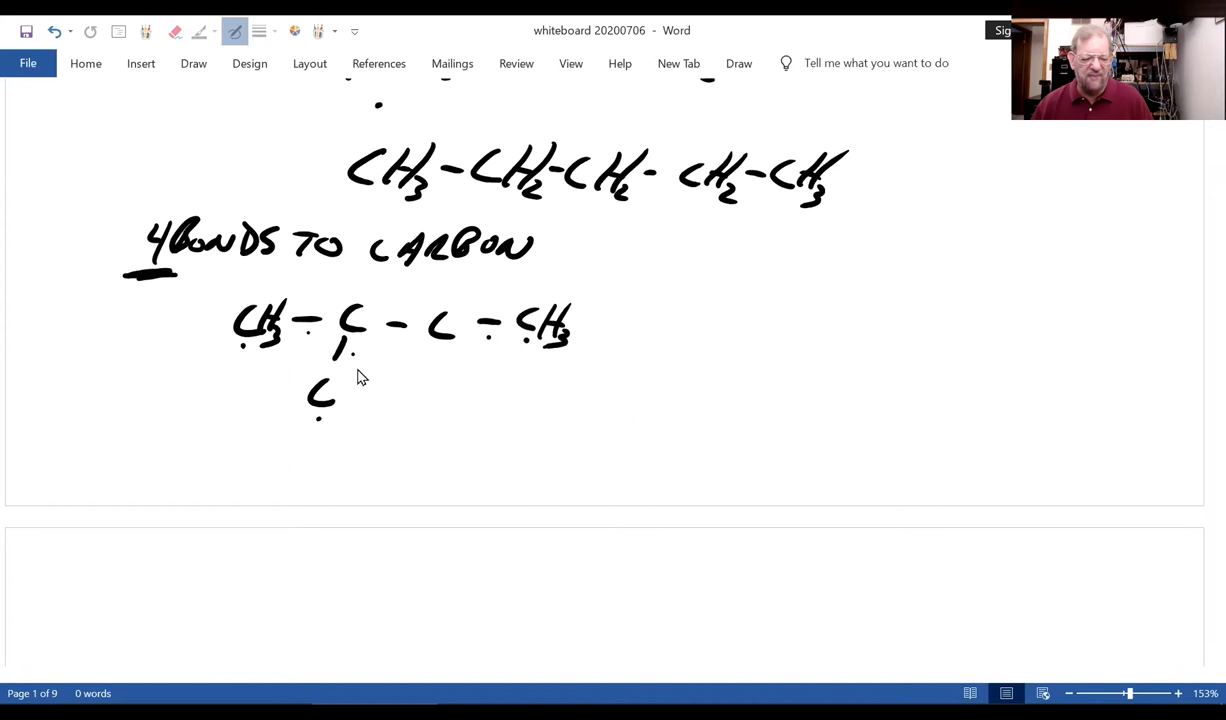 whiteboard 20200706 - Word
File Home Insert Draw Design Layout References Mailings Review View Help New Tab Draw Tell me what you want to do
CH3-CH2-CH2-CH2-CH3
4 BONDS TO CARBON
CH3-C-C-CH3
C
Page 1 of 9 0 words 153%